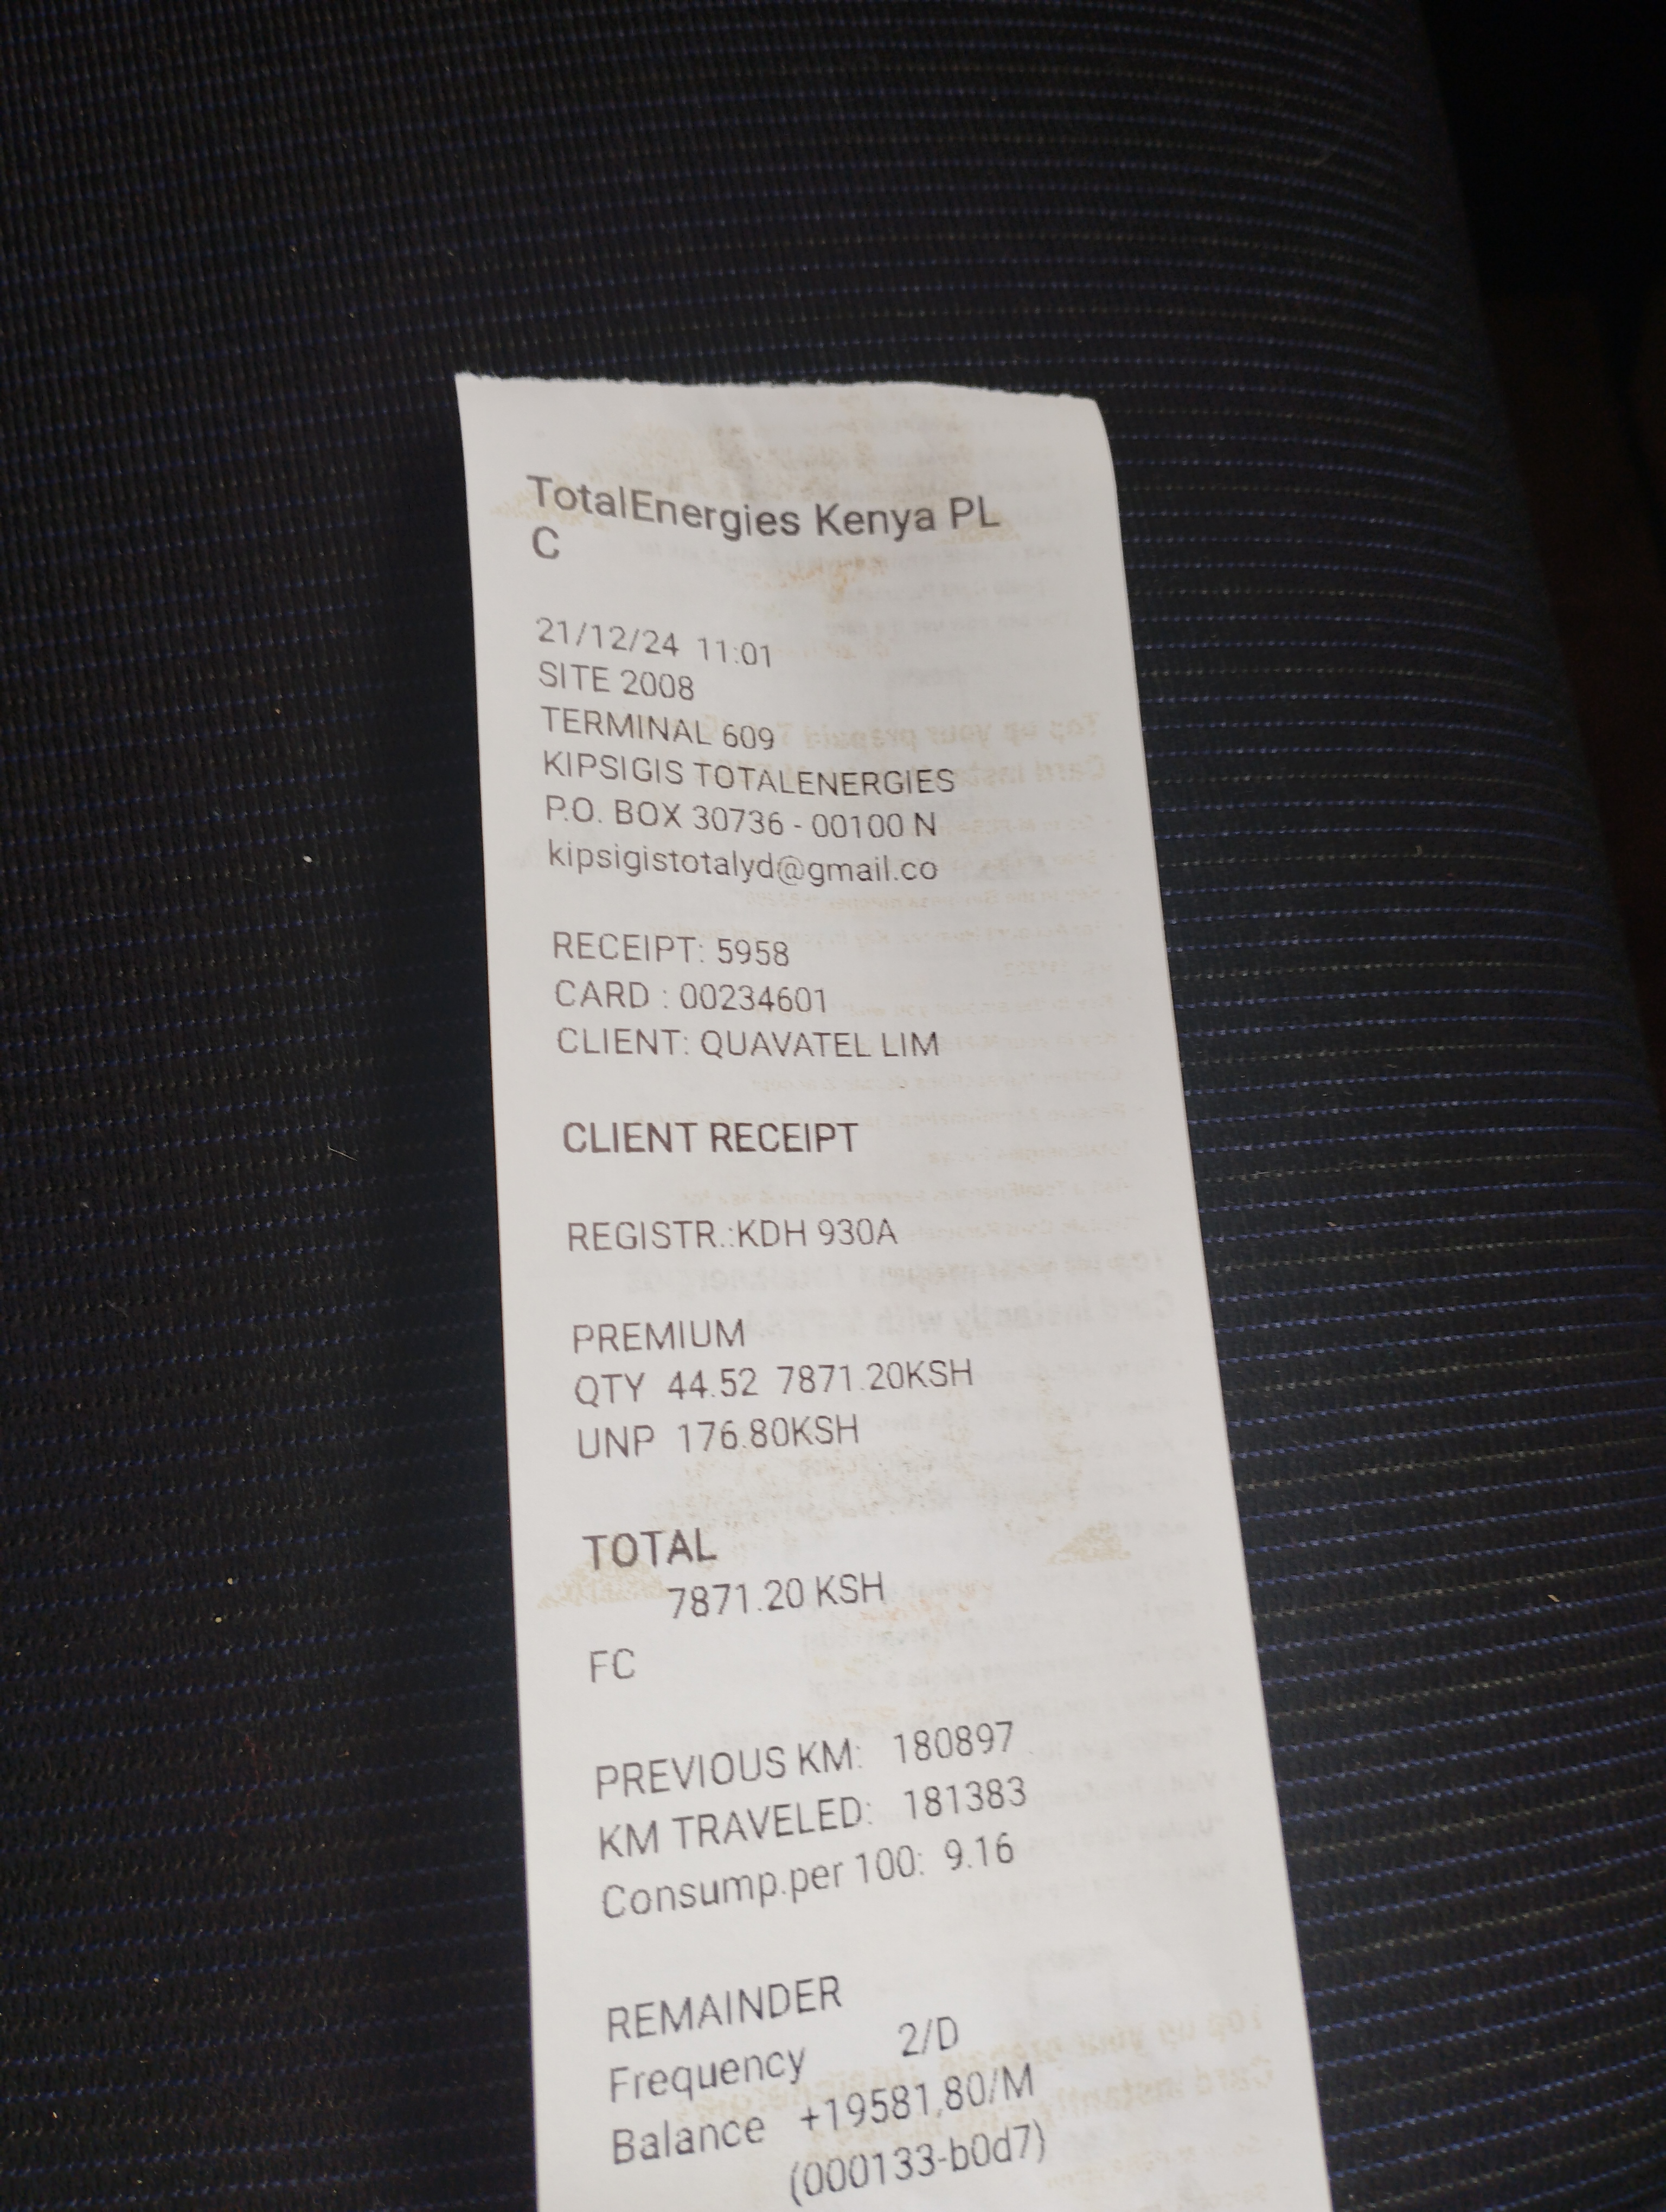 TotalEnergies Kenya PL
C
21/12/24 11:01
SITE 2008
TERMINAL 609
KIPSIGIS TOTALENERGIES
P.O. BOX 30736 - 00100 N
kipsigistotalyd@gmail.co
RECEIPT: 5958
CARD : 00234601
CLIENT: QUAVATEL LIM
CLIENT RECEIPT
REGISTR.:KDH 930A
PREMIUM
QTY 44.52 7871.20KSH
UNP 176.80KSH
TOTAL
7871.20 KSH
FC
PREVIOUS KM: 180897
KM TRAVELED: 181383
Consump.per 100: 9.16
REMAINDER
Frequency 2/D
Balance +19581,80/M
(000133-b0d7)